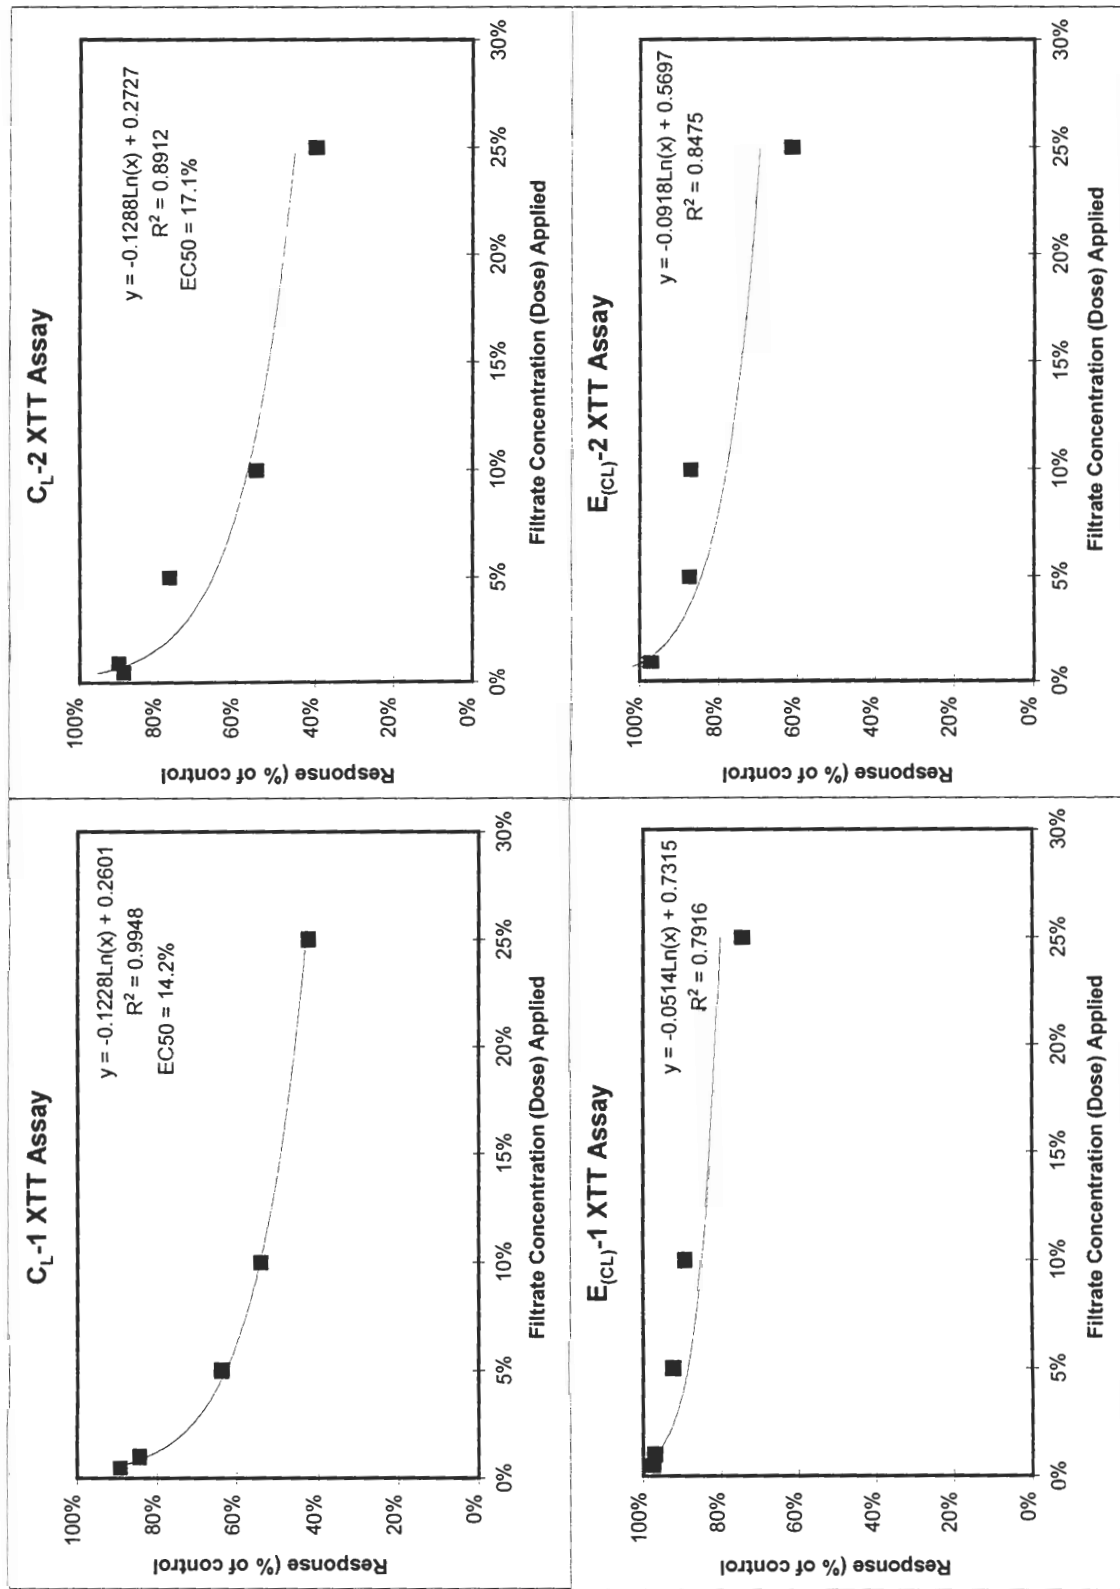 C_L-1 XTT Assay
Response (% of control
100%
80%
60%
40%
20%
0%
y = -0.1228Ln(x) + 0.2601
R² = 0.9948
EC50 = 14.2%
0%
5%
10%
15%
20%
25%
30%
Filtrate Concentration (Dose) Applied
C_L-2 XTT Assay
Response (% of control
100%
80%
60%
40%
20%
0%
y = -0.1288Ln(x) + 0.2727
R² = 0.8912
EC50 = 17.1%
0%
5%
10%
15%
20%
25%
30%
Filtrate Concentration (Dose) Applied
E_(CL)-1 XTT Assay
Response (% of control
100%
80%
60%
40%
20%
0%
y = -0.0514Ln(x) + 0.7315
R² = 0.7916
0%
5%
10%
15%
20%
25%
30%
Filtrate Concentration (Dose) Applied
E_(CL)-2 XTT Assay
Response (% of control
100%
80%
60%
40%
20%
0%
y = -0.0918Ln(x) + 0.5697
R² = 0.8475
0%
5%
10%
15%
20%
25%
30%
Filtrate Concentration (Dose) Applied